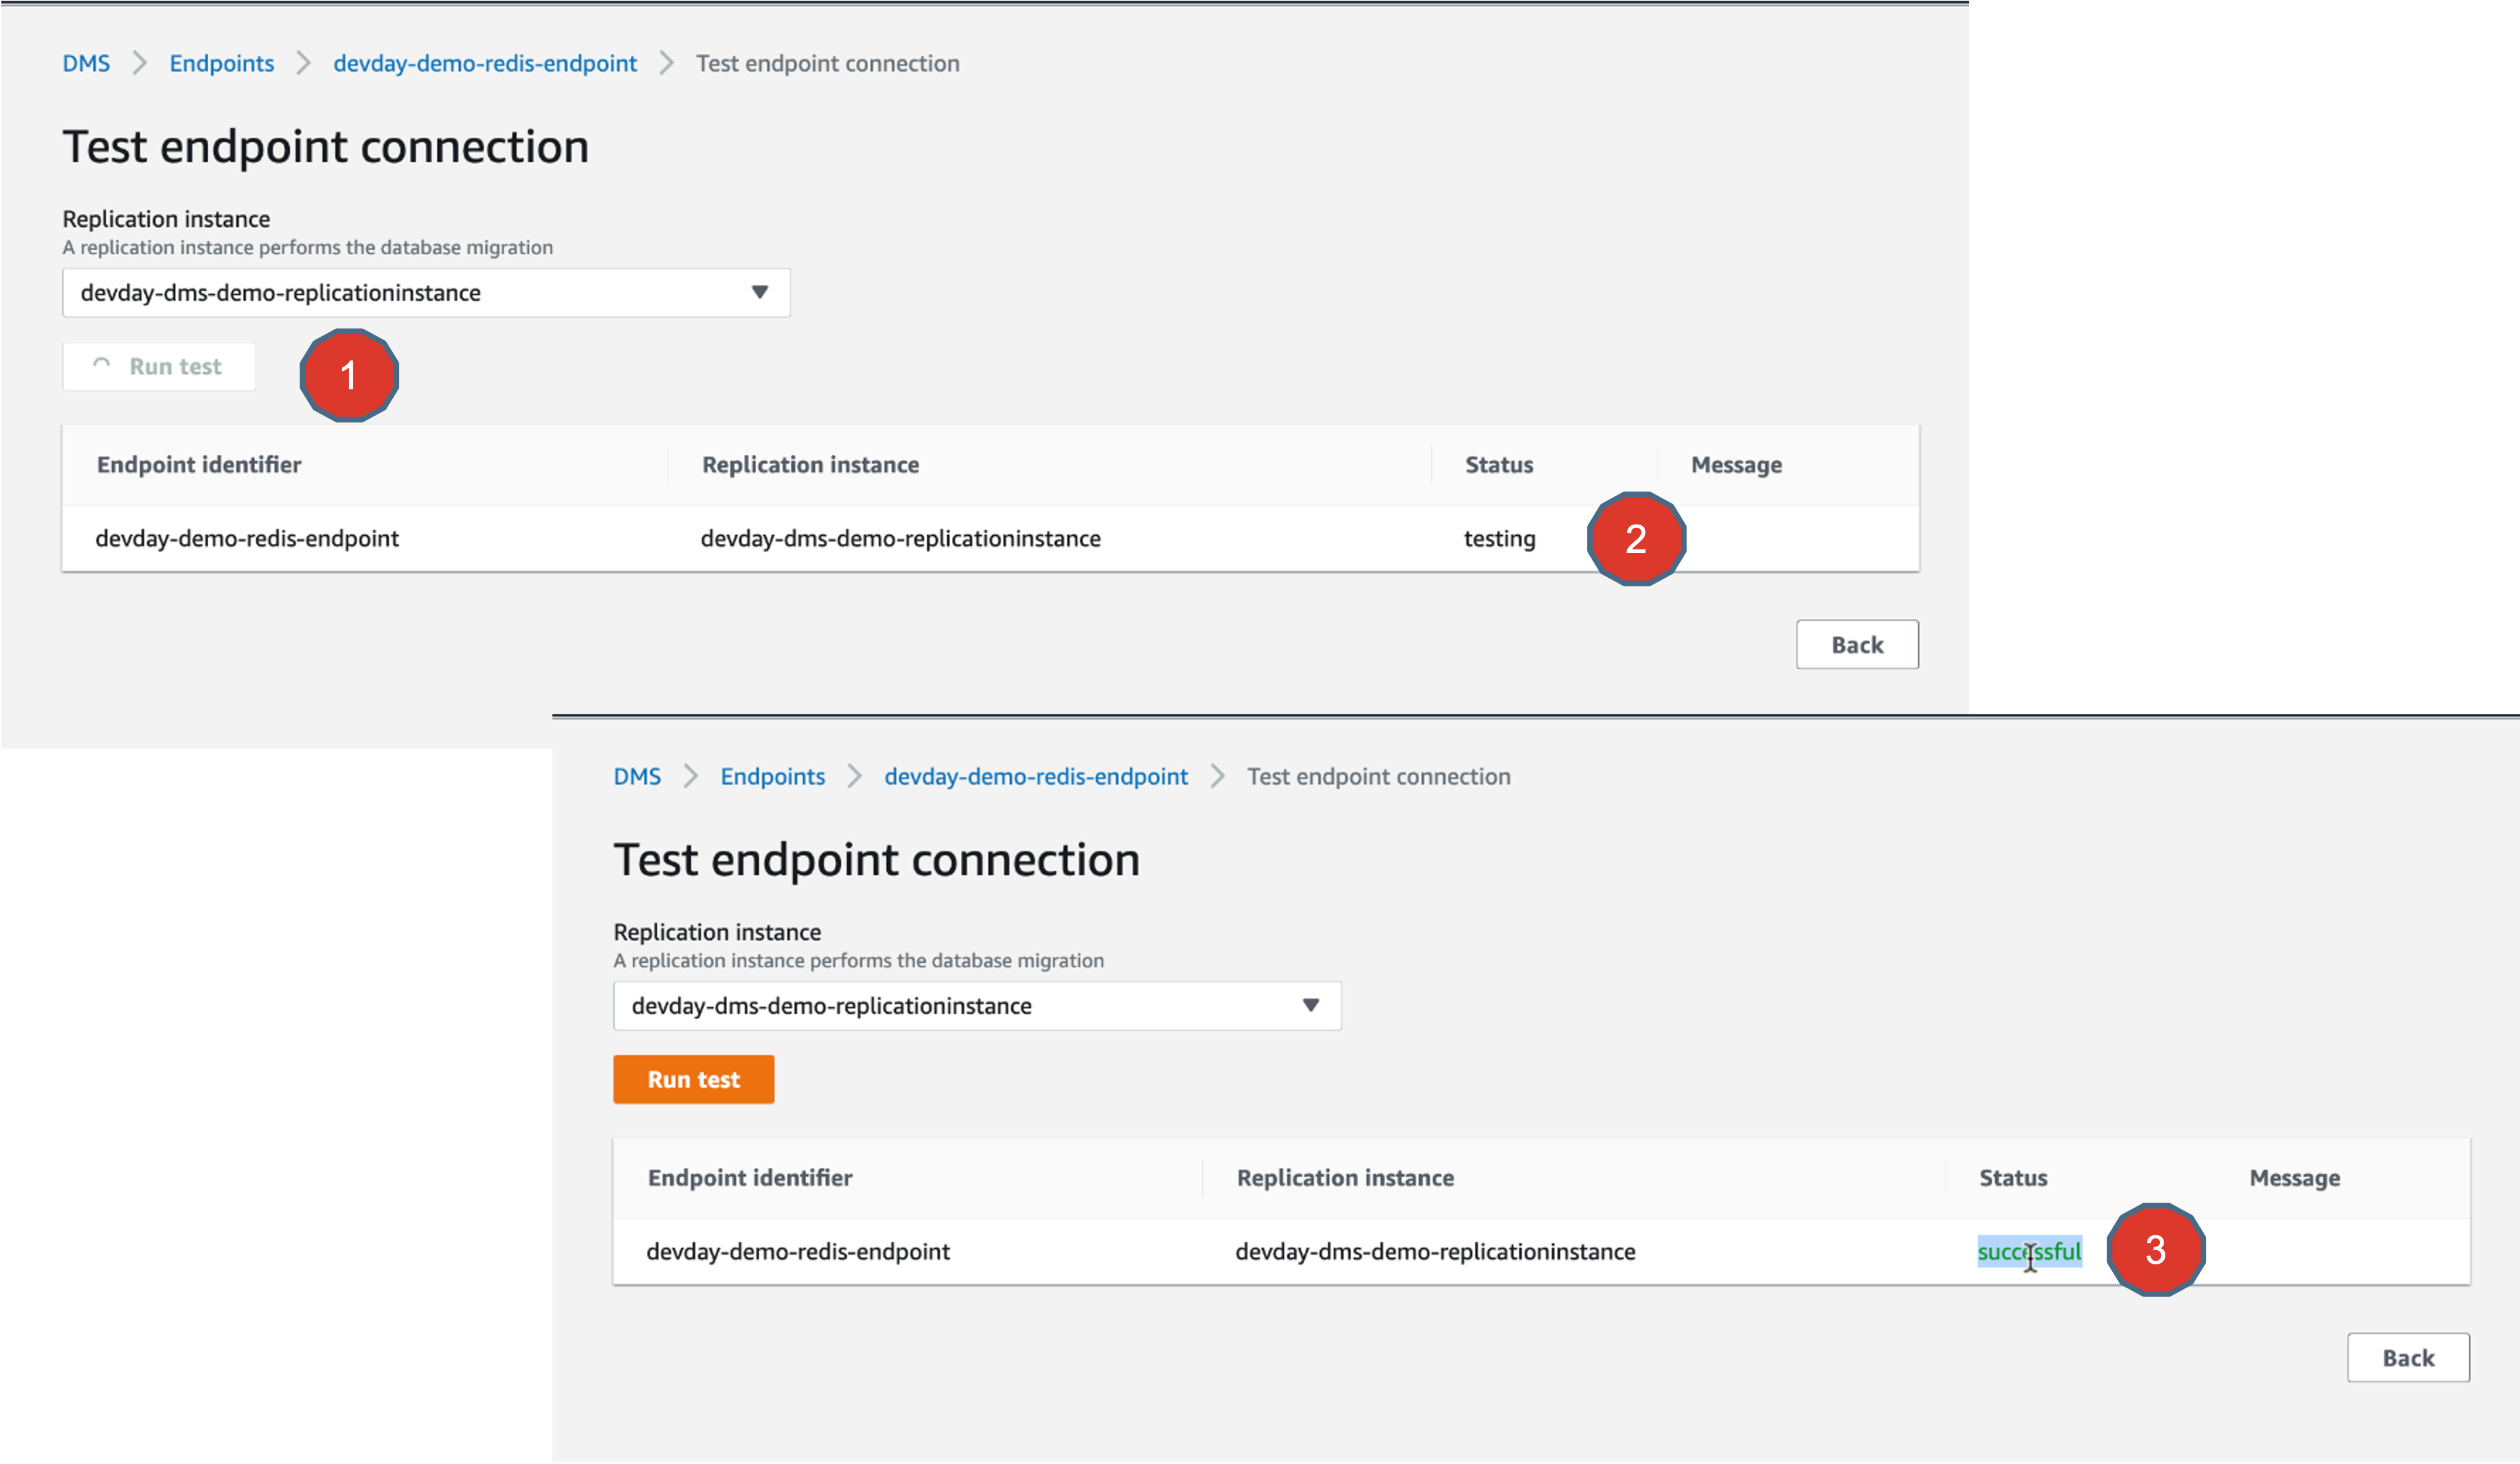 DMS > Endpoints > devday-demo-redis-endpoint > Test endpoint connection
Test endpoint connection
Replication instance
A replication instance performs the database migration
devday-dms-demo-replicationinstance
Run test
1
Endpoint identifier Replication instance Status Message
devday-demo-redis-endpoint devday-dms-demo-replicationinstance testing 2
Back
DMS > Endpoints > devday-demo-redis-endpoint > Test endpoint connection
Test endpoint connection
Replication instance
A replication instance performs the database migration
devday-dms-demo-replicationinstance
Run test
Endpoint identifier Replication instance Status Message
devday-demo-redis-endpoint devday-dms-demo-replicationinstance successful 3
Back